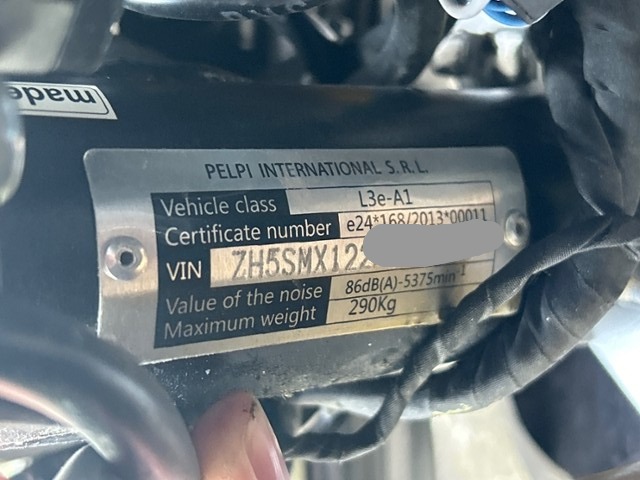 made
PELPI INTERNATIONAL S.R.L.
Vehicle class L3e-A1
Certificate number e24*168/2013*00011
VIN ZH5SMX122
Value of the noise 86dB(A)-5375min-1
Maximum weight 290Kg